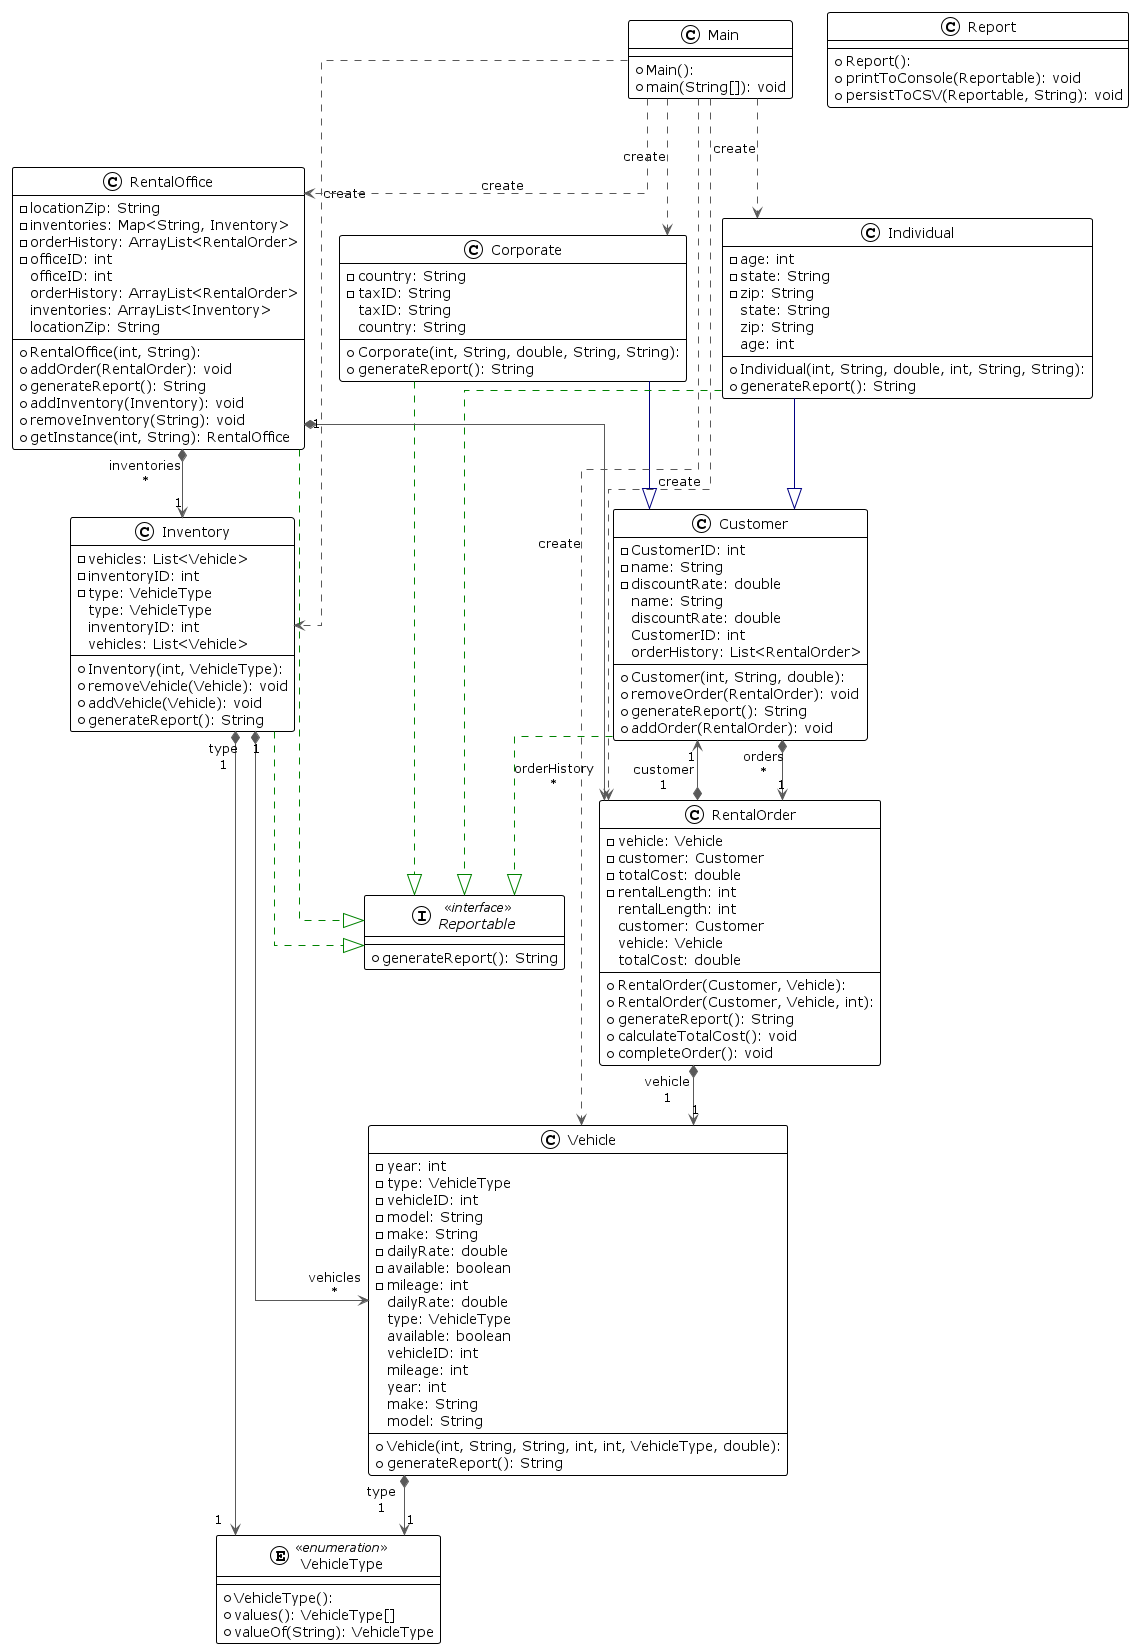 C Main
Main():
main(String[]): void
C Report
Report():
printToConsole(Reportable): void
persistToCSV(Reportable, String): void
create
create
create
create
C RentalOffice
locationZip: String
inventories: Map<String, Inventory>
orderHistory: ArrayList<RentalOrder>
officeID: int
officeID: int
orderHistory: ArrayList<RentalOrder>
inventories: ArrayList<Inventory>
locationZip: String
RentalOffice(int, String):
addOrder(RentalOrder): void
generateReport(): String
addInventory(Inventory): void
removeInventory(String): void
getInstance(int, String): RentalOffice
C Corporate
country: String
taxID: String
taxID: String
country: String
Corporate(int, String, double, String, String):
generateReport(): String
C Individual
age: int
state: String
zip: String
state: String
zip: String
age: int
Individual(int, String, double, int, String, String):
generateReport(): String
1
inventories
*
1
create
create
C Inventory
vehicles: List<Vehicle>
inventoryID: int
type: VehicleType
type: VehicleType
inventoryID: int
vehicles: List<Vehicle>
Inventory(int, VehicleType):
removeVehicle(Vehicle): void
addVehicle(Vehicle): void
generateReport(): String
C Customer
CustomerID: int
name: String
discountRate: double
name: String
discountRate: double
CustomerID: int
orderHistory: List<RentalOrder>
Customer(int, String, double):
removeOrder(RentalOrder): void
generateReport(): String
addOrder(RentalOrder): void
type
1
1
orderHistory
*
customer
1
1
orders
*
1
C RentalOrder
vehicle: Vehicle
customer: Customer
totalCost: double
rentalLength: int
rentalLength: int
customer: Customer
vehicle: Vehicle
totalCost: double
RentalOrder(Customer, Vehicle):
RentalOrder(Customer, Vehicle, int):
generateReport(): String
calculateTotalCost(): void
completeOrder(): void
I «interface»
Reportable
generateReport(): String
vehicle
1
1
C Vehicle
year: int
type: VehicleType
vehicleID: int
model: String
make: String
dailyRate: double
available: boolean
mileage: int
dailyRate: double
type: VehicleType
available: boolean
vehicleID: int
mileage: int
year: int
make: String
model: String
Vehicle(int, String, String, int, int, VehicleType, double):
generateReport(): String
vehicles
*
type
1
1
1
E «enumeration»
VehicleType
VehicleType():
values(): VehicleType[]
valueOf(String): VehicleType